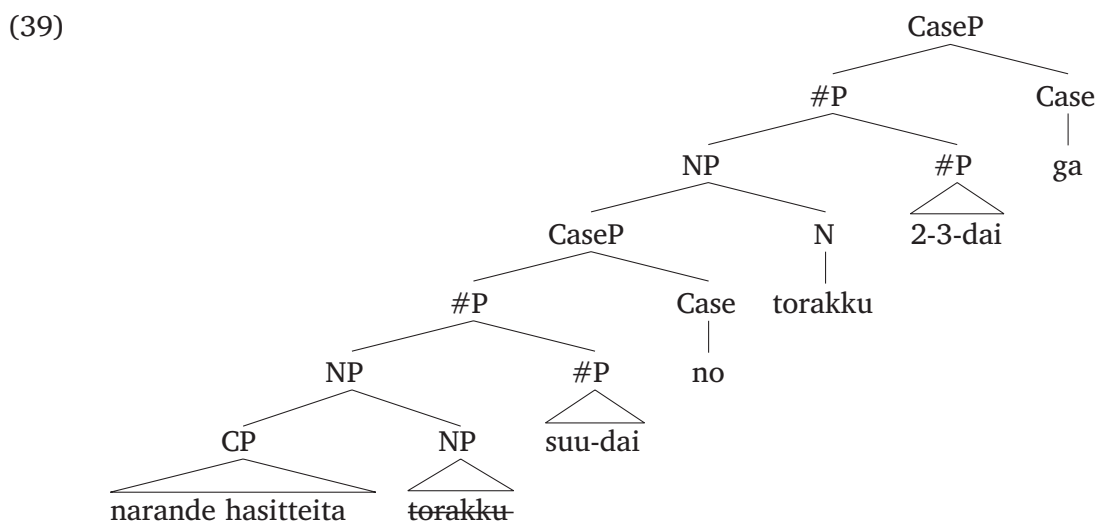 (39) CaseP
#P Case
NP #P ga
CaseP N 2-3-dai
#P Case torakku
NP #P no
CP NP suu-dai
narande hasitteita torakku